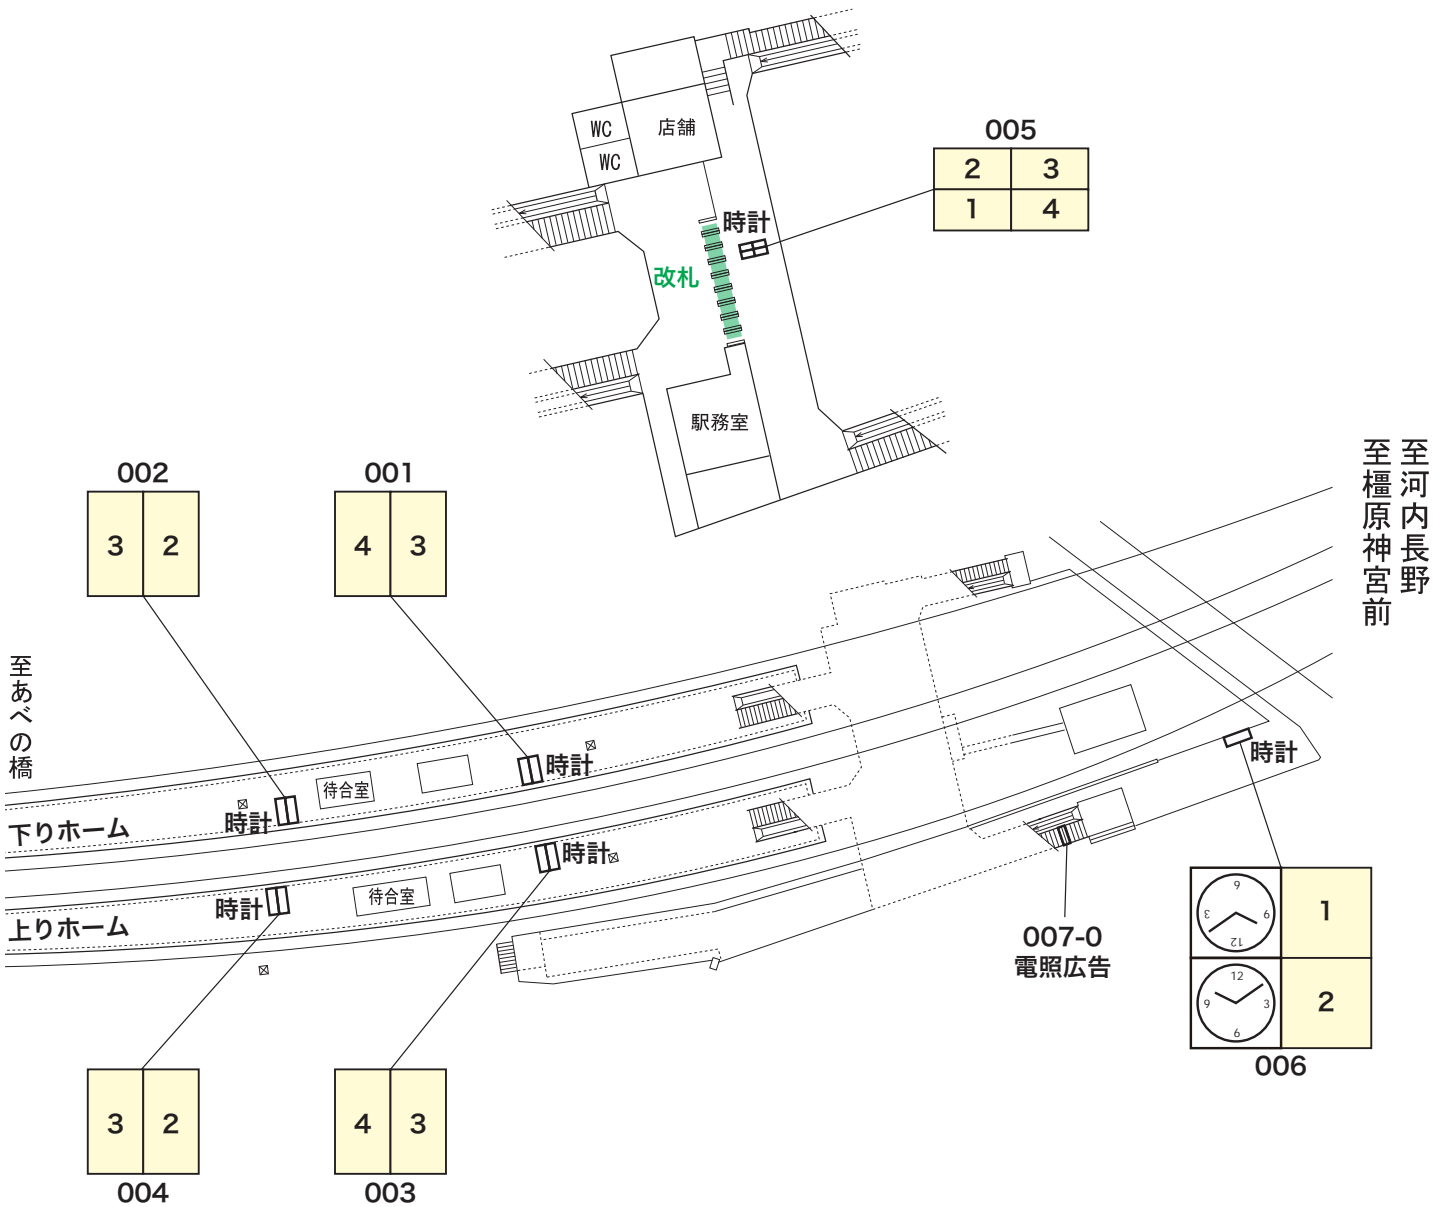 WC
WC
店舗
時計
改札
駅務室
005
2 3
1 4
002
3 2
001
4 3
至河内長野
至橿原神宮前
至あべの橋
待合室
時計
時計
下りホーム
時計
待合室
時計
上りホーム
時計
007-0
電照広告
6
3 9
12
1
12
9 3
6
2
006
3 2
004
4 3
003